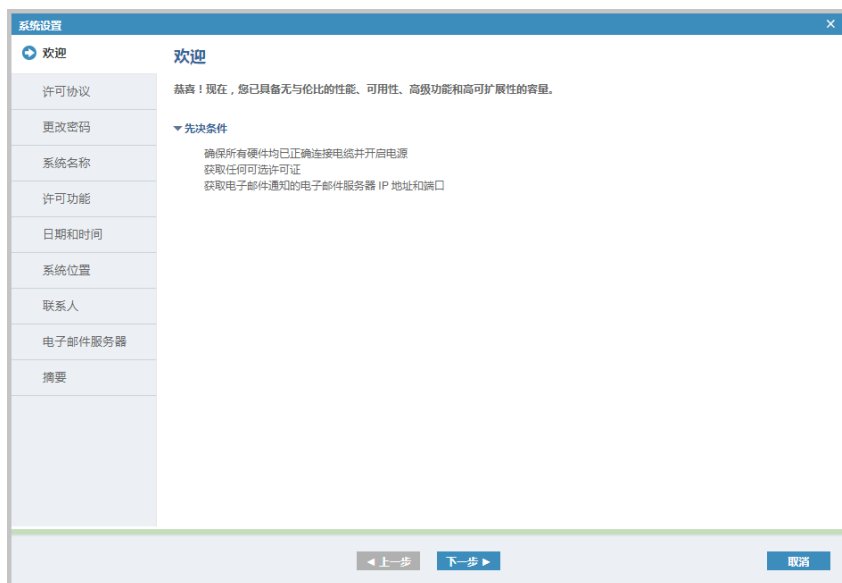 系统设置
欢迎
许可协议
更改密码
系统名称
许可功能
日期和时间
系统位置
联系人
电子邮件服务器
摘要
欢迎
恭喜！现在，您已具备无与伦比的性能、可用性、高级功能和高可扩展性的容量。
先决条件
确保所有硬件均已正确连接电缆并开启电源
获取任何可选许可证
获取电子邮件通知的电子邮件服务器 IP 地址和端口
上一步
下一步
取消